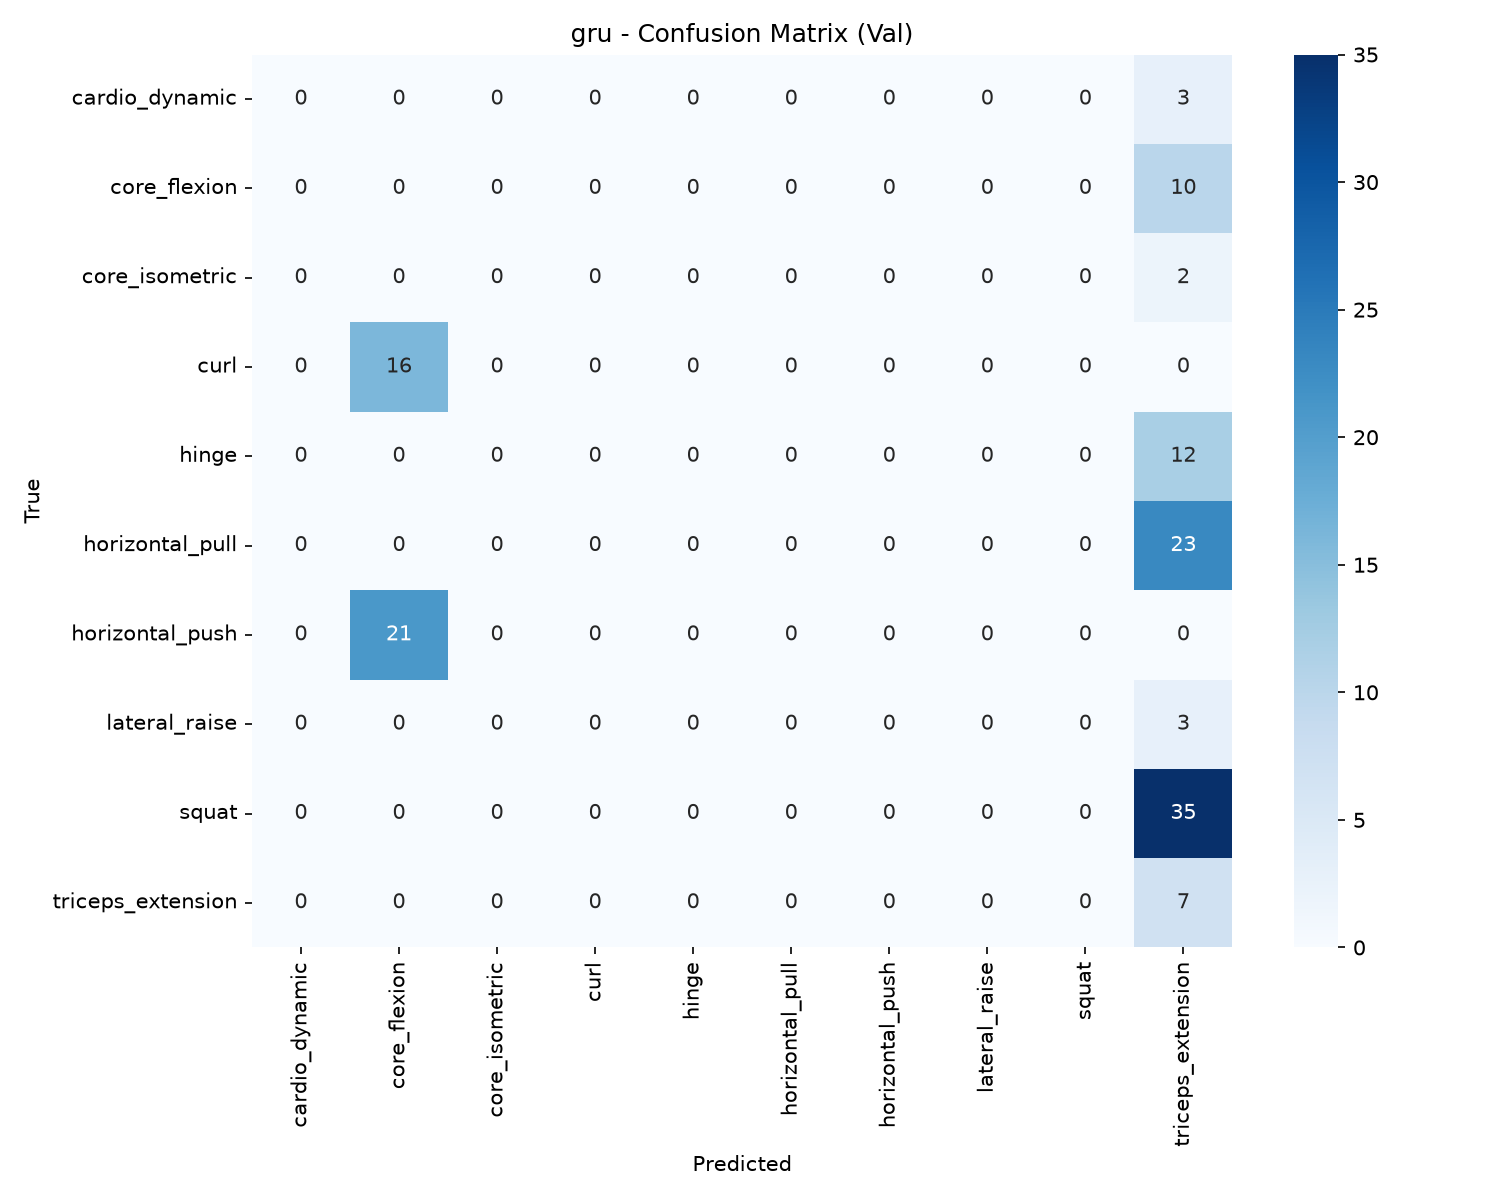 gru - Confusion Matrix (Val)
True
cardio_dynamic 0 0 0 0 0 0 0 0 0 3
core_flexion 0 0 0 0 0 0 0 0 0 10
core_isometric 0 0 0 0 0 0 0 0 0 2
curl 0 16 0 0 0 0 0 0 0 0
hinge 0 0 0 0 0 0 0 0 0 12
horizontal_pull 0 0 0 0 0 0 0 0 0 23
horizontal_push 0 21 0 0 0 0 0 0 0 0
lateral_raise 0 0 0 0 0 0 0 0 0 3
squat 0 0 0 0 0 0 0 0 0 35
triceps_extension 0 0 0 0 0 0 0 0 0 7
cardio_dynamic
core_flexion
core_isometric
curl
hinge
horizontal_pull
horizontal_push
lateral_raise
squat
triceps_extension
Predicted
35
30
25
20
15
10
5
0